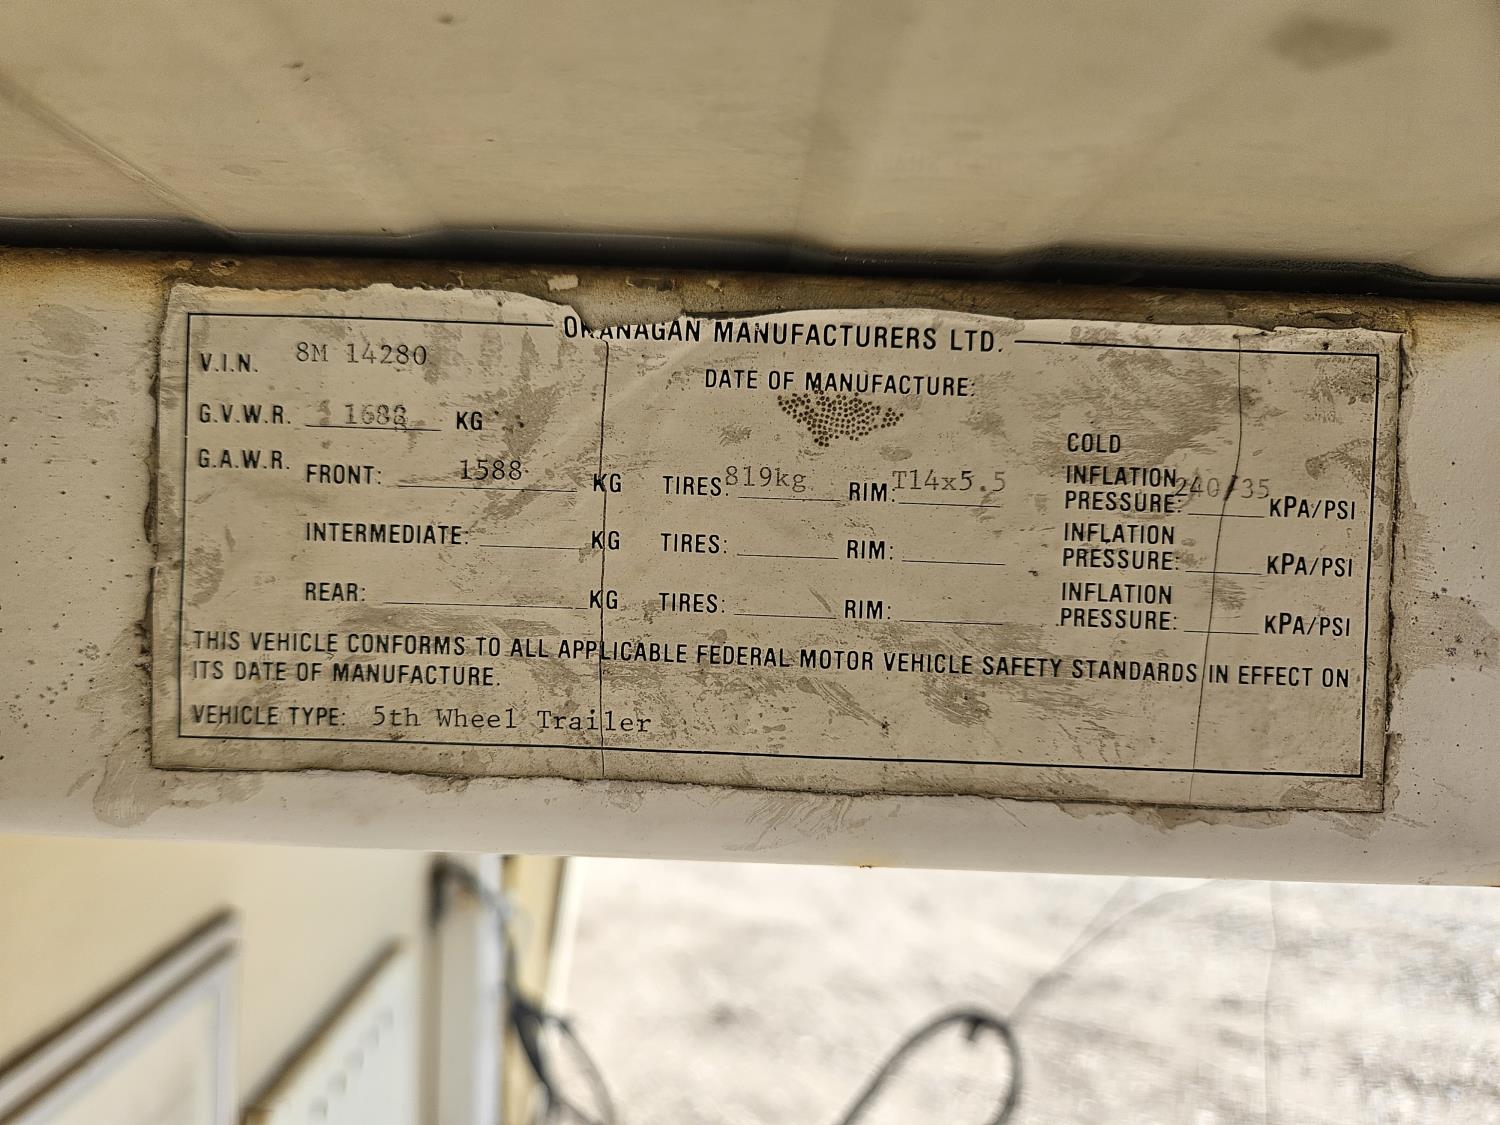 OKANAGAN MANUFACTURERS LTD.
V.I.N. 8M 14280
DATE OF MANUFACTURE:
G.V.W.R. KG
G.A.W.R. FRONT: 1588 KG TIRES: 819kg RIM: T14x5.5 COLD INFLATION PRESSURE: 240/35 KPA/PSI
INTERMEDIATE: KG TIRES: RIM: INFLATION PRESSURE: KPA/PSI
REAR: KG TIRES: RIM: INFLATION PRESSURE: KPA/PSI
THIS VEHICLE CONFORMS TO ALL APPLICABLE FEDERAL MOTOR VEHICLE SAFETY STANDARDS IN EFFECT ON
ITS DATE OF MANUFACTURE.
VEHICLE TYPE: 5th Wheel Trailer